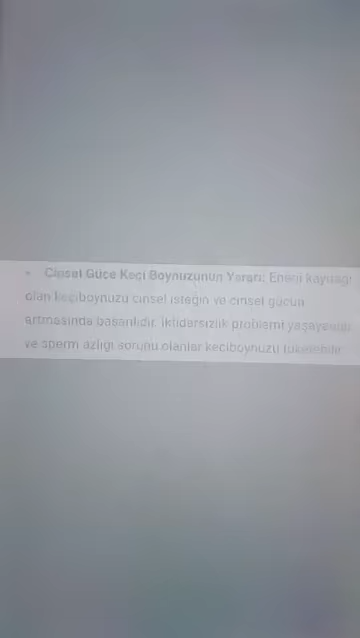 • Cinsel Güce Keçi Boynuzunun Yararı: Enerji kaynağı
olan keçiboynuzu cinsel isteğin ve cinsel gücün
artmasında başarılıdır. İktidarsızlık problemi yaşayanlar
ve sperm azlığı sorunu olanlar keçiboynuzu tüketebilir.